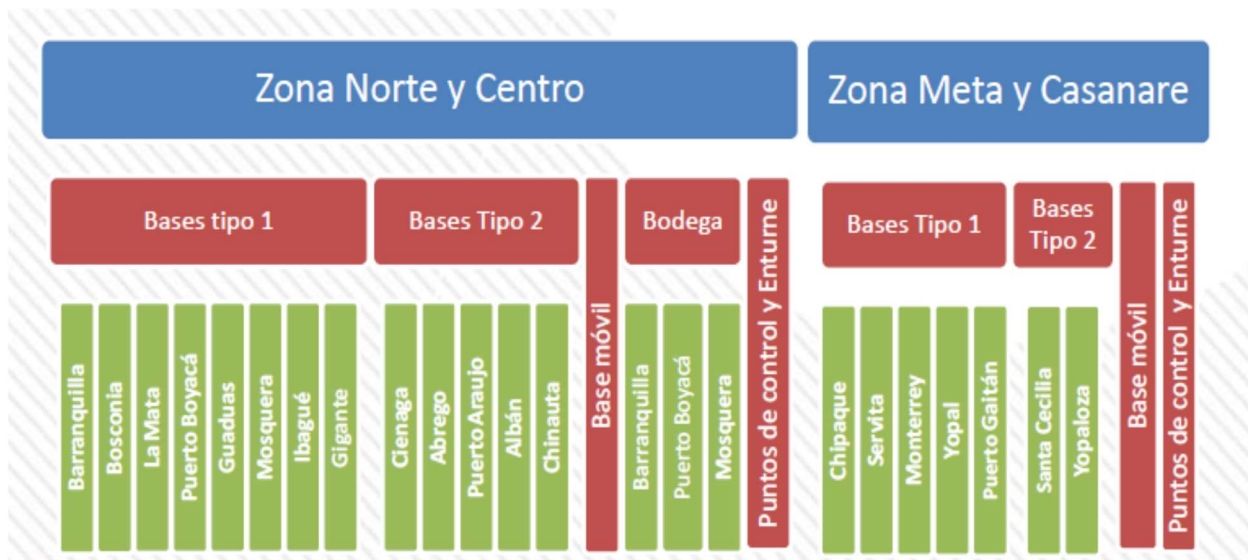 Zona Norte y Centro
Zona Meta y Casanare
Bases tipo 1
Bases Tipo 2
Base móvil
Bodega
Puntos de control y Enturne
Bases Tipo 1
Bases
Tipo 2
Base móvil
Puntos de control y Enturne
Barranquilla
Bosconia
La Mata
Puerto Boyacá
Guaduas
Mosquera
Ibagué
Gigante
Cienaga
Abrego
Puerto Araujo
Albán
Chinauta
Barranquilla
Puerto Boyacá
Mosquera
Chipaque
Servita
Monterrey
Yopal
Puerto Gaitán
Santa Cecilia
Yopaloza